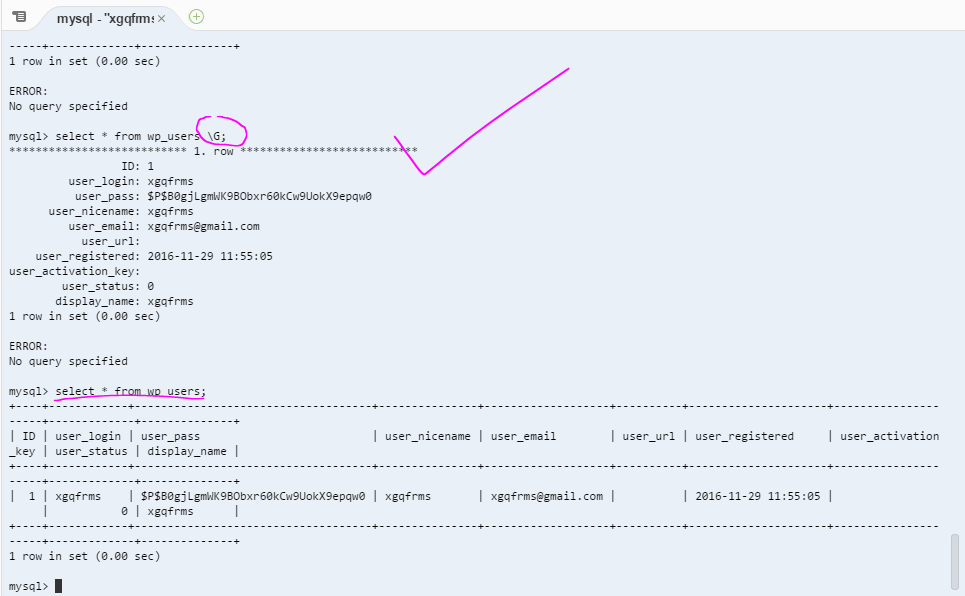 mysql - "xgqfrms ×
-----+-------------+--------------+
1 row in set (0.00 sec)
ERROR:
No query specified
mysql> select * from wp_users \G;
*************************** 1. row ***************************
ID: 1
user_login: xgqfrms
user_pass: $P$B0gjLgmWK9BObxr60kCw9UokX9epqw0
user_nicename: xgqfrms
user_email: xgqfrms@gmail.com
user_url:
user_registered: 2016-11-29 11:55:05
user_activation_key:
user_status: 0
display_name: xgqfrms
1 row in set (0.00 sec)
ERROR:
No query specified
mysql> select * from wp_users;
+----+------------+------------------------------------+---------------+-------------------+----------+---------------------+----------------
-----+-------------+--------------+
| ID | user_login | user_pass | user_nicename | user_email | user_url | user_registered | user_activation
_key | user_status | display_name |
+----+------------+------------------------------------+---------------+-------------------+----------+---------------------+----------------
-----+-------------+--------------+
| 1 | xgqfrms | $P$B0gjLgmWK9BObxr60kCw9UokX9epqw0 | xgqfrms | xgqfrms@gmail.com | | 2016-11-29 11:55:05 |
| 0 | xgqfrms |
+----+------------+------------------------------------+---------------+-------------------+----------+---------------------+----------------
-----+-------------+--------------+
1 row in set (0.00 sec)
mysql>